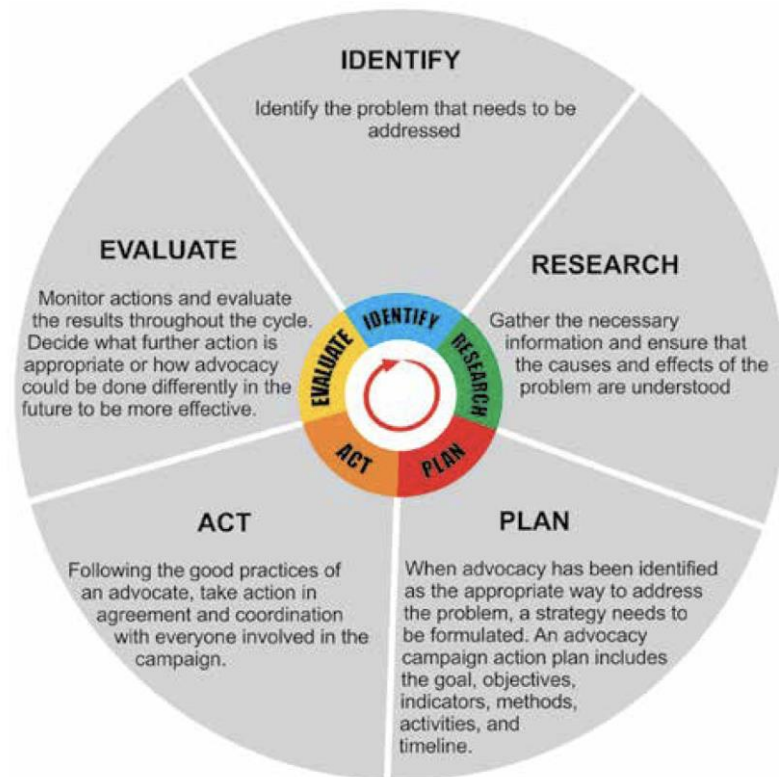 IDENTIFY
Identify the problem that needs to be
addressed
RESEARCH
Gather the necessary
information and ensure that
the causes and effects of the
problem are understood
PLAN
When advocacy has been identified
as the appropriate way to address
the problem, a strategy needs to
be formulated. An advocacy
campaign action plan includes
the goal, objectives,
indicators, methods,
activities, and
timeline.
ACT
Following the good practices of
an advocate, take action in
agreement and coordination
with everyone involved in the
campaign.
EVALUATE
Monitor actions and evaluate
the results throughout the cycle.
Decide what further action is
appropriate or how advocacy
could be done differently in the
future to be more effective.
IDENTIFY
RESEARCH
PLAN
ACT
EVALUATE